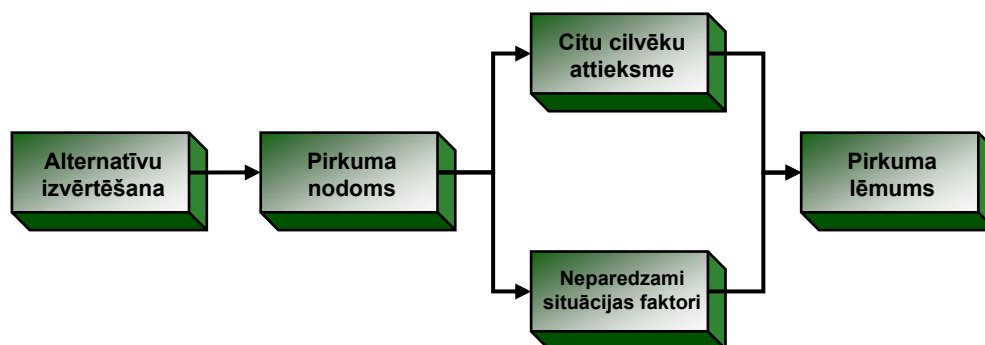 Alternatīvu
izvērtēšana
Pirkuma
nodoms
Citu cilvēku
attieksme
Neparedzami
situācijas faktori
Pirkuma
lēmums